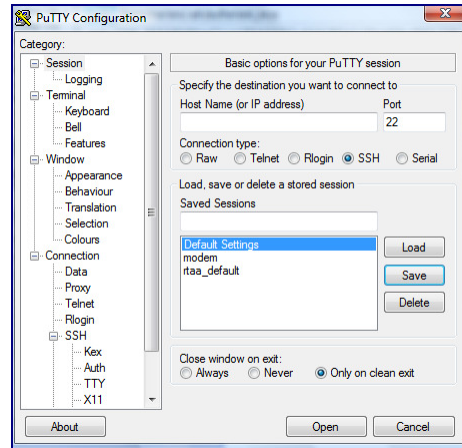 PuTTY Configuration
Category:
Session
Logging
Terminal
Keyboard
Bell
Features
Window
Appearance
Behaviour
Translation
Selection
Colours
Connection
Data
Proxy
Telnet
Rlogin
SSH
Kex
Auth
TTY
X11
Basic options for your PuTTY session
Specify the destination you want to connect to
Host Name (or IP address) Port
22
Connection type:
Raw Telnet Rlogin SSH Serial
Load, save or delete a stored session
Saved Sessions
Default Settings
modem
rtaa_default
Load
Save
Delete
Close window on exit:
Always Never Only on clean exit
About Open Cancel